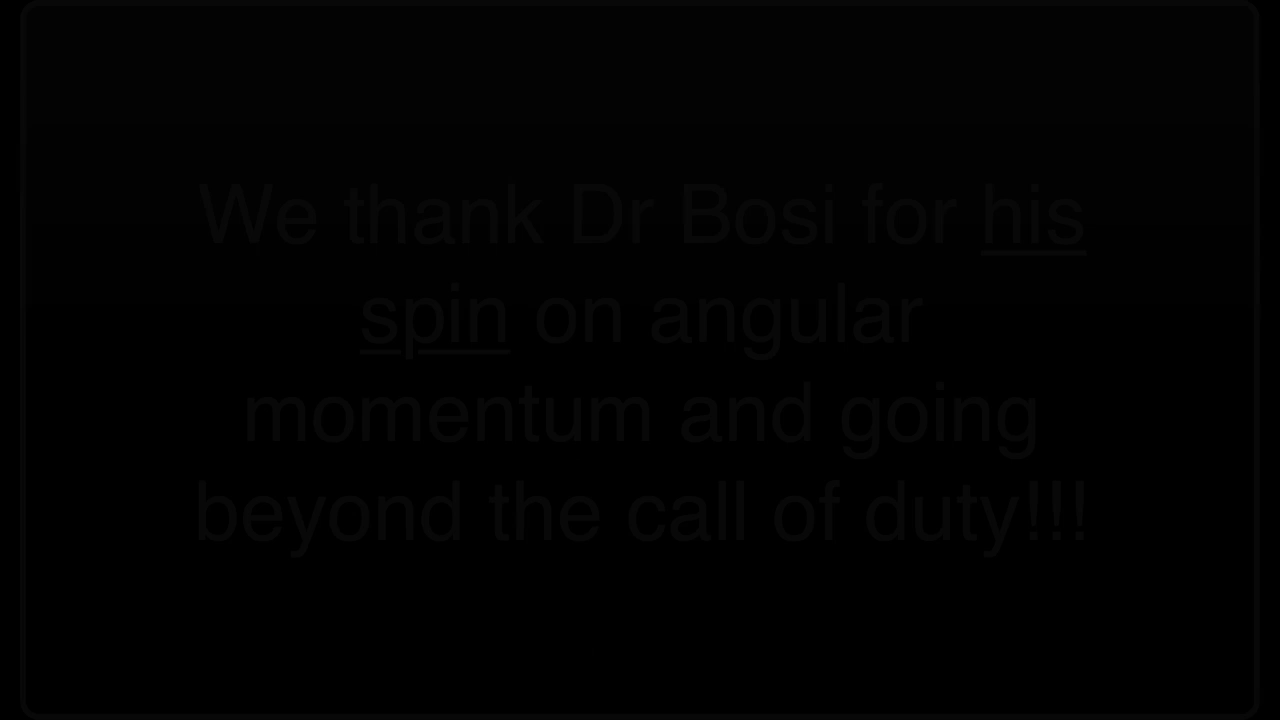 We thank Dr Bosi for his
spin on angular
momentum and going
beyond the call of duty!!!